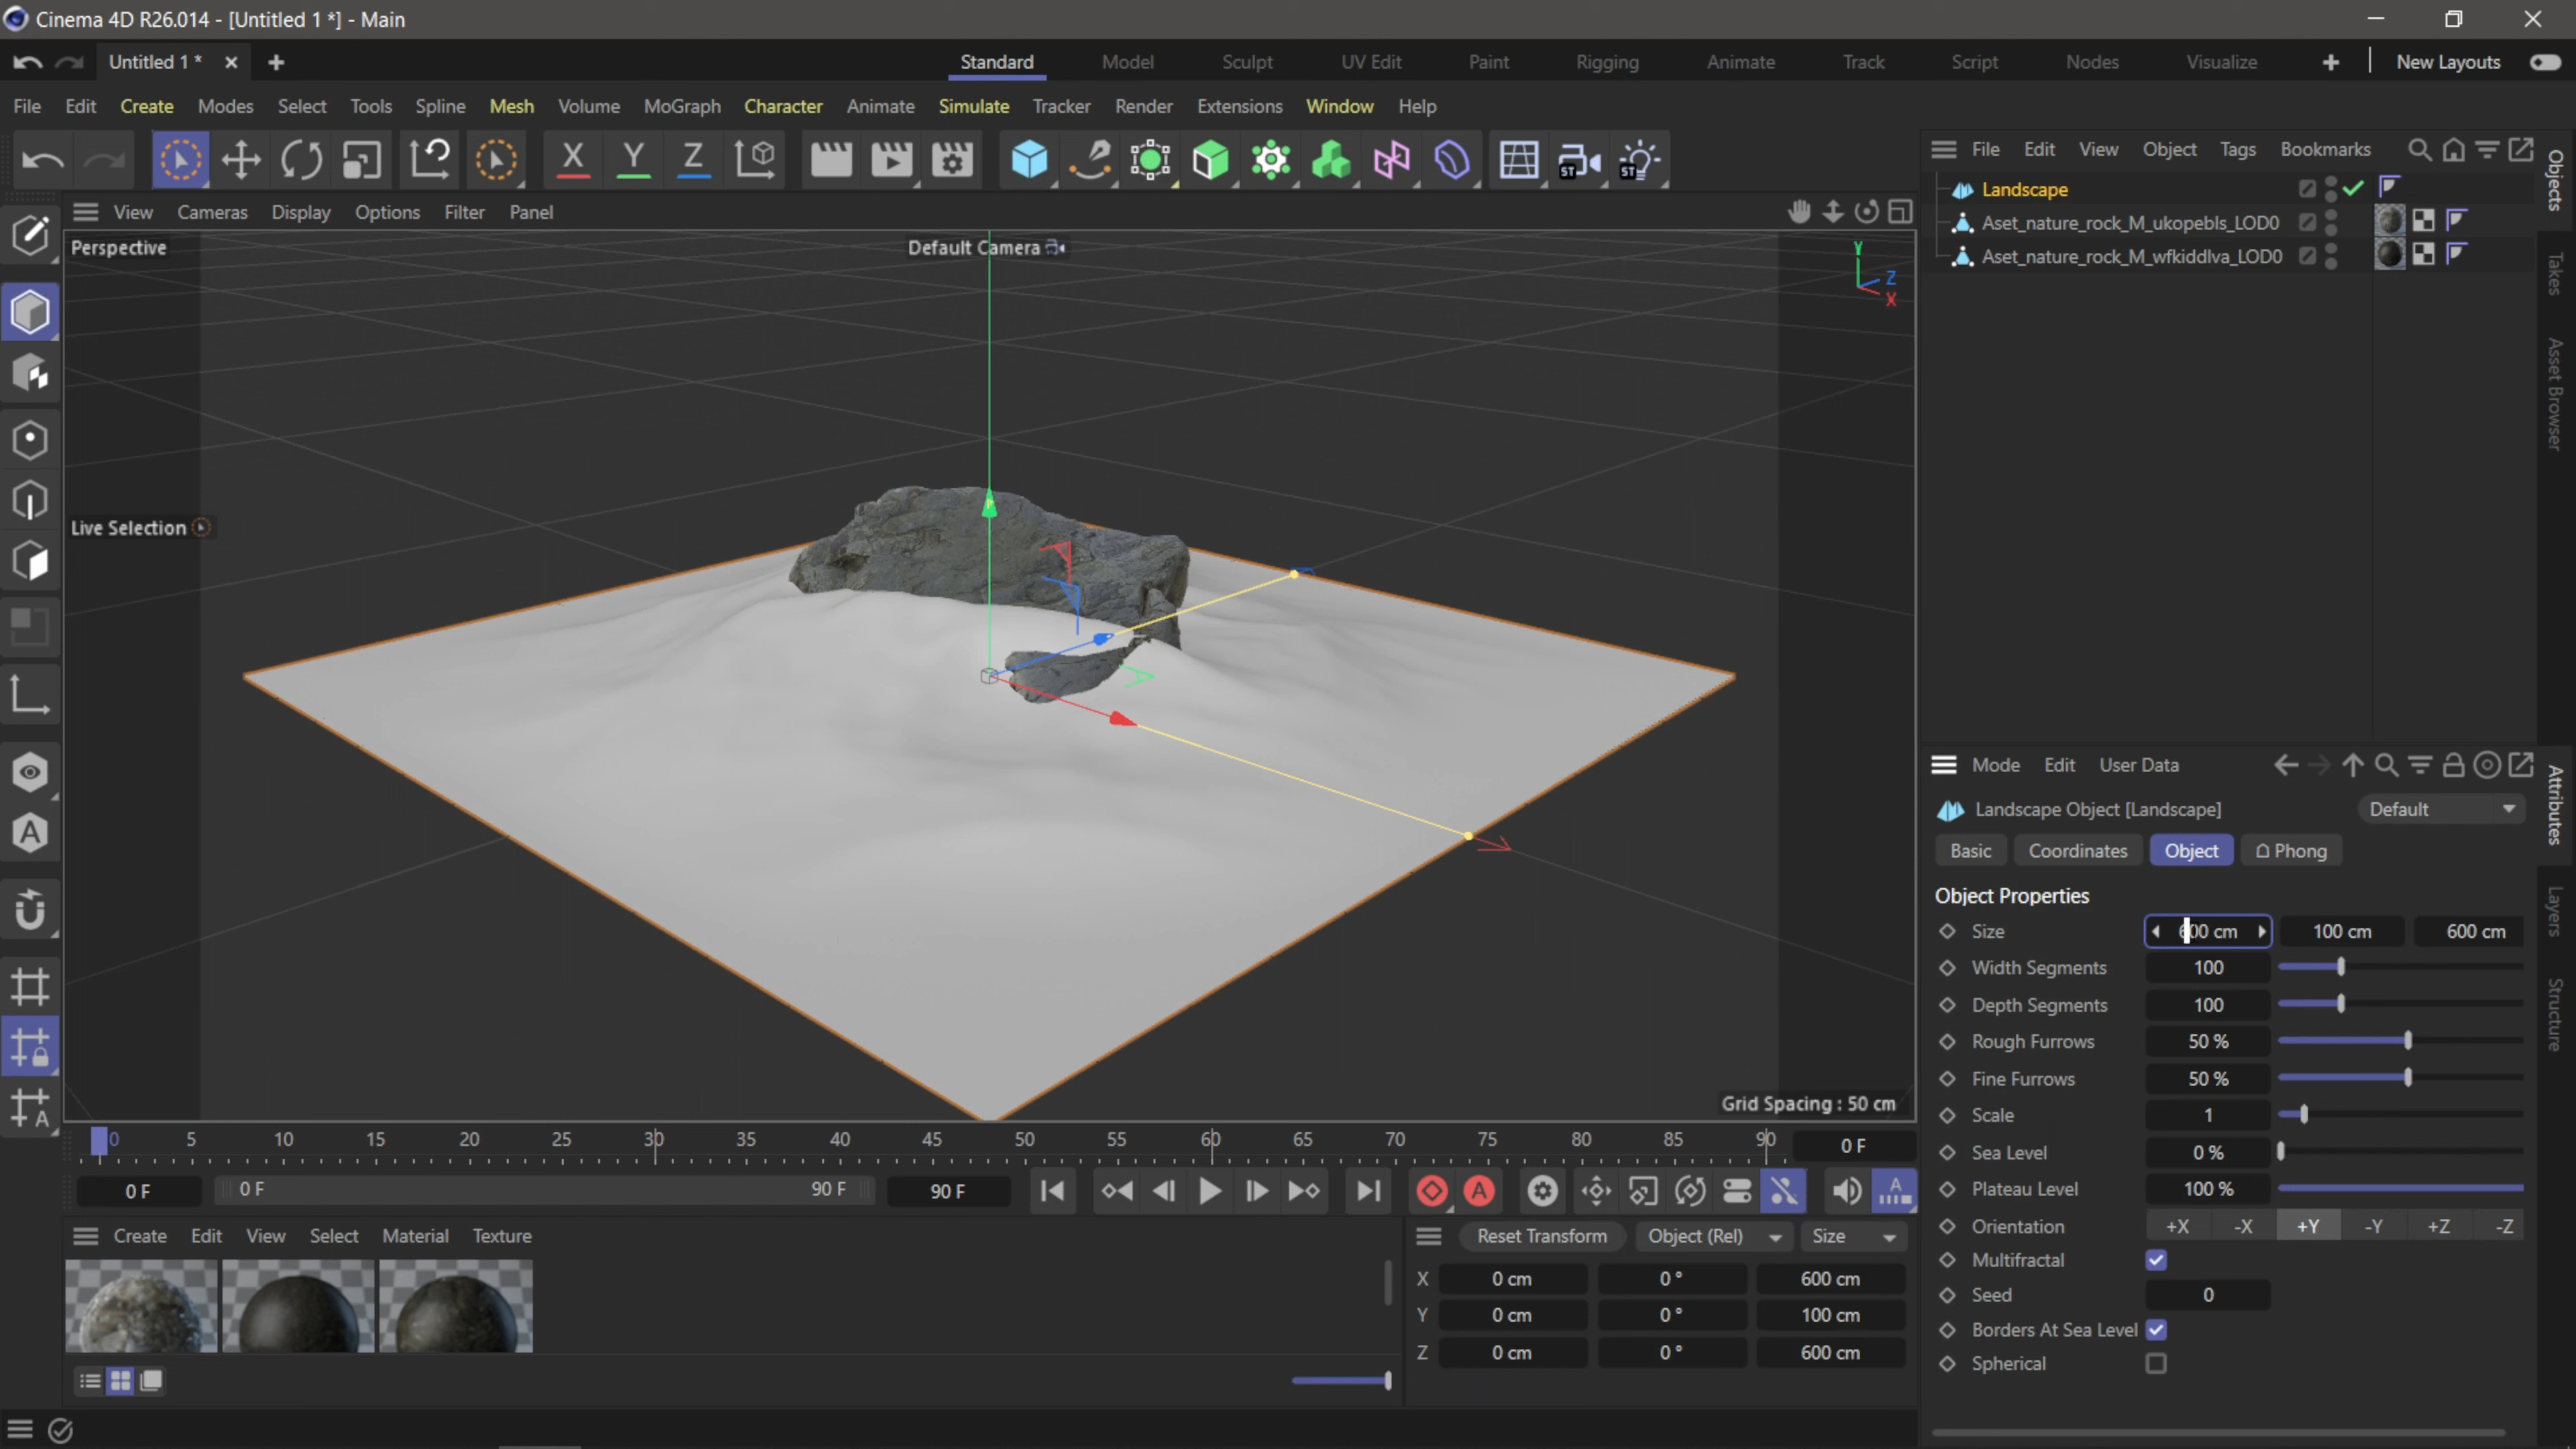 Cinema 4D R26.014 - [Untitled 1 *] - Main
Untitled 1 *
Standard Model Sculpt UV Edit Paint Rigging Animate Track Script Nodes Visualize New Layouts
File Edit Create Modes Select Tools Spline Mesh Volume MoGraph Character Animate Simulate Tracker Render Extensions Window Help
X Y Z ST ST
File Edit View Object Tags Bookmarks
Landscape
Aset_nature_rock_M_ukopebls_LOD0
Aset_nature_rock_M_wfkiddlva_LOD0
Objects
Takes
Asset Browser
View Cameras Display Options Filter Panel
Perspective
Default Camera
Y
Z
X
Live Selection
Grid Spacing : 50 cm
A
A
Mode Edit User Data
Landscape Object [Landscape]
Default
Basic Coordinates Object Phong
Object Properties
Size 600 cm 100 cm 600 cm
Width Segments 100
Depth Segments 100
Rough Furrows 50 %
Fine Furrows 50 %
Scale 1
Sea Level 0 %
Plateau Level 100 %
Orientation +X -X +Y -Y +Z -Z
Multifractal
Seed 0
Borders At Sea Level
Spherical
Attributes
Layers
Structure
0 5 10 15 20 25 30 35 40 45 50 55 60 65 70 75 80 85 90 0 F
0 F 0 F 90 F 90 F A A
Create Edit View Select Material Texture
Reset Transform Object (Rel) Size
X 0 cm 0 ° 600 cm
Y 0 cm 0 ° 100 cm
Z 0 cm 0 ° 600 cm